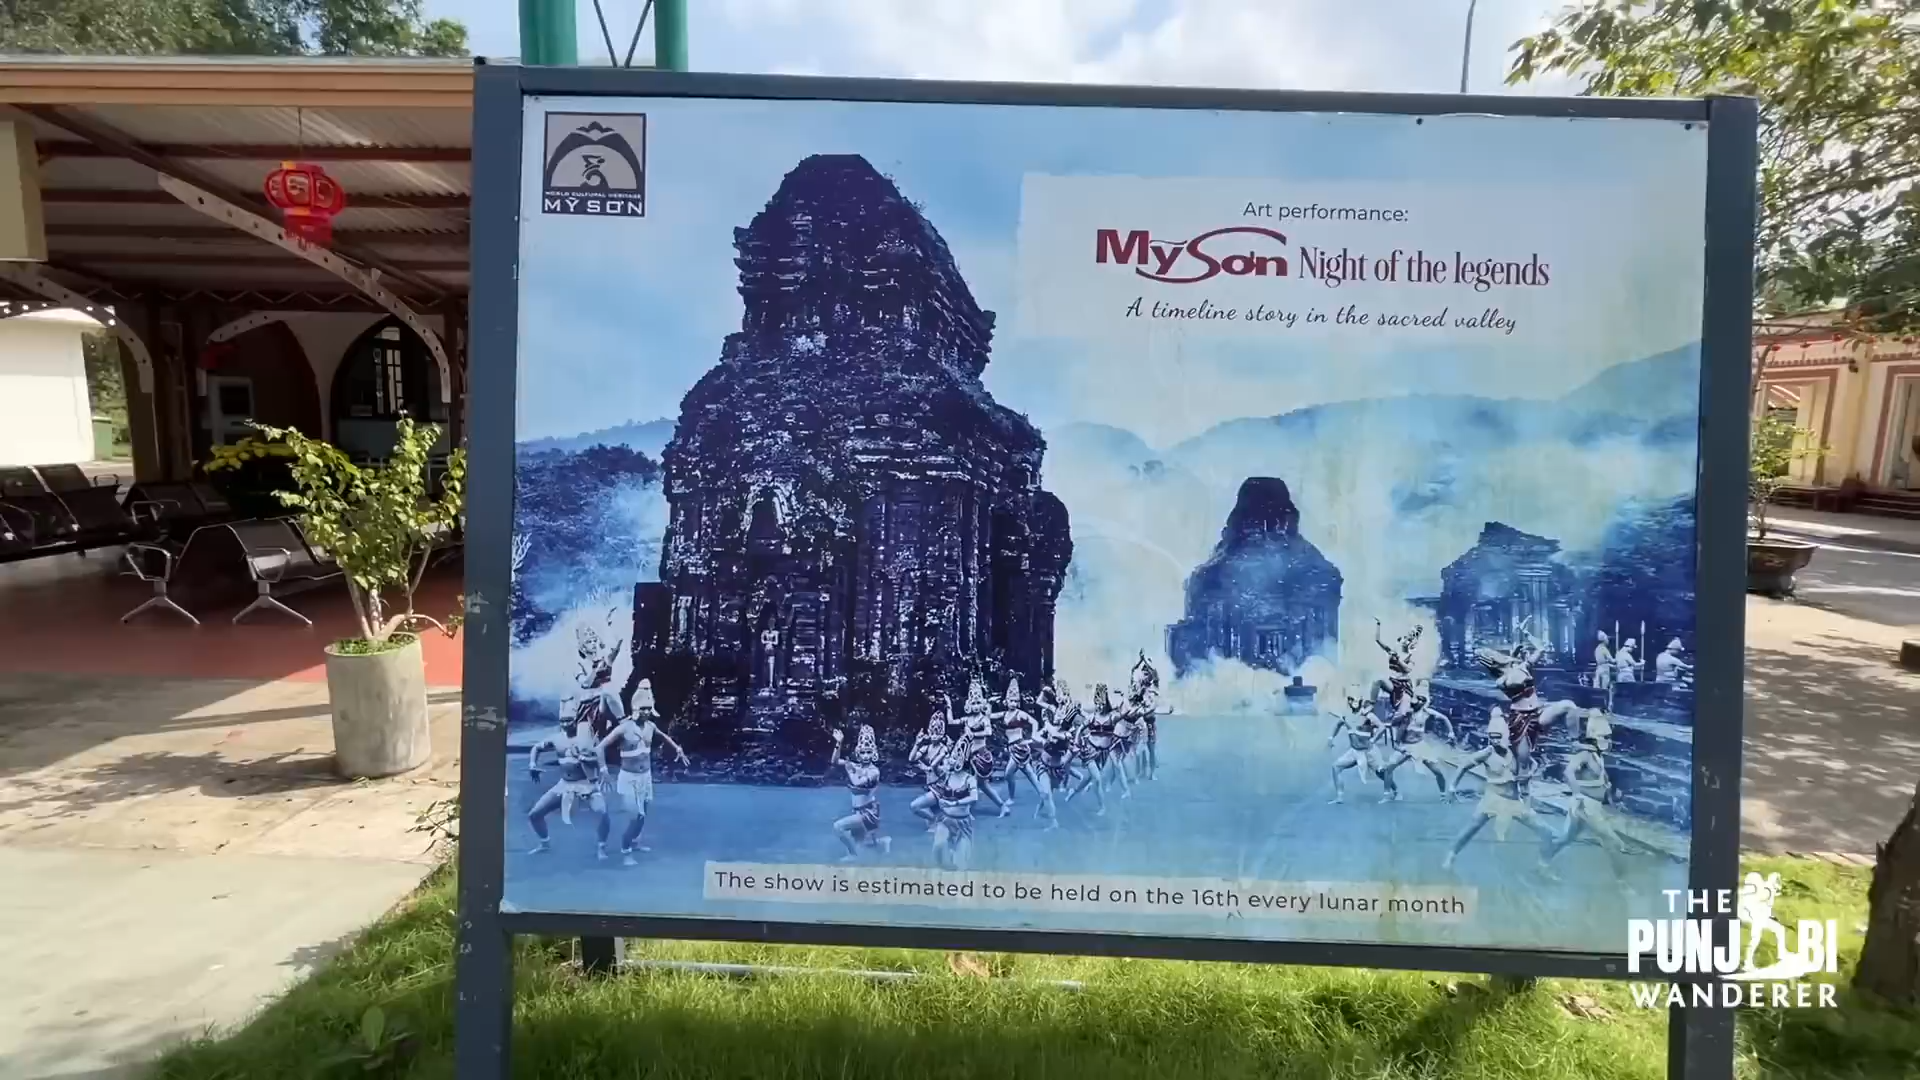 WORLD CULTURAL HERITAGE
MỸ SƠN
Art performance:
Mỹ Sơn Night of the legends
A timeline story in the sacred valley
The show is estimated to be held on the 16th every lunar month
THE
PUNJABI
WANDERER